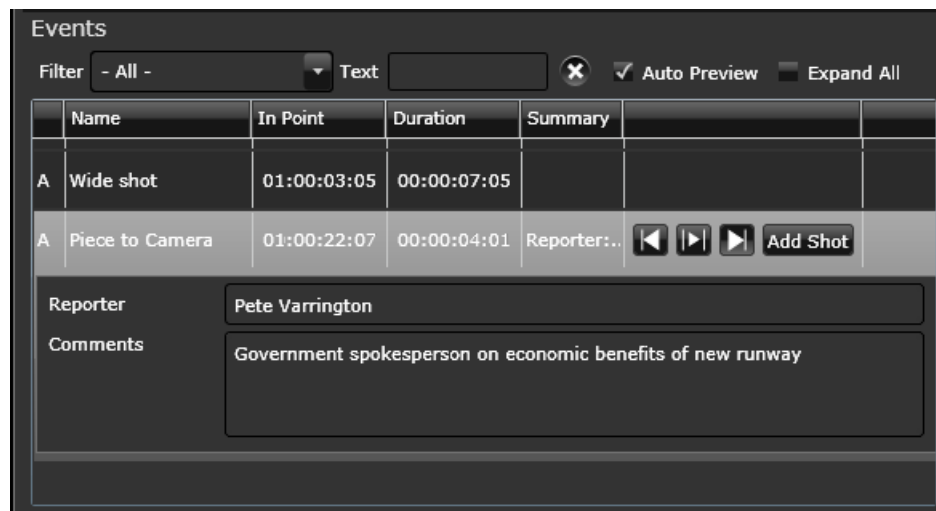 Events
Filter - All - Text Auto Preview Expand All
Name In Point Duration Summary
A Wide shot 01:00:03:05 00:00:07:05
A Piece to Camera 01:00:22:07 00:00:04:01 Reporter:.. Add Shot
Reporter Pete Varrington
Comments Government spokesperson on economic benefits of new runway